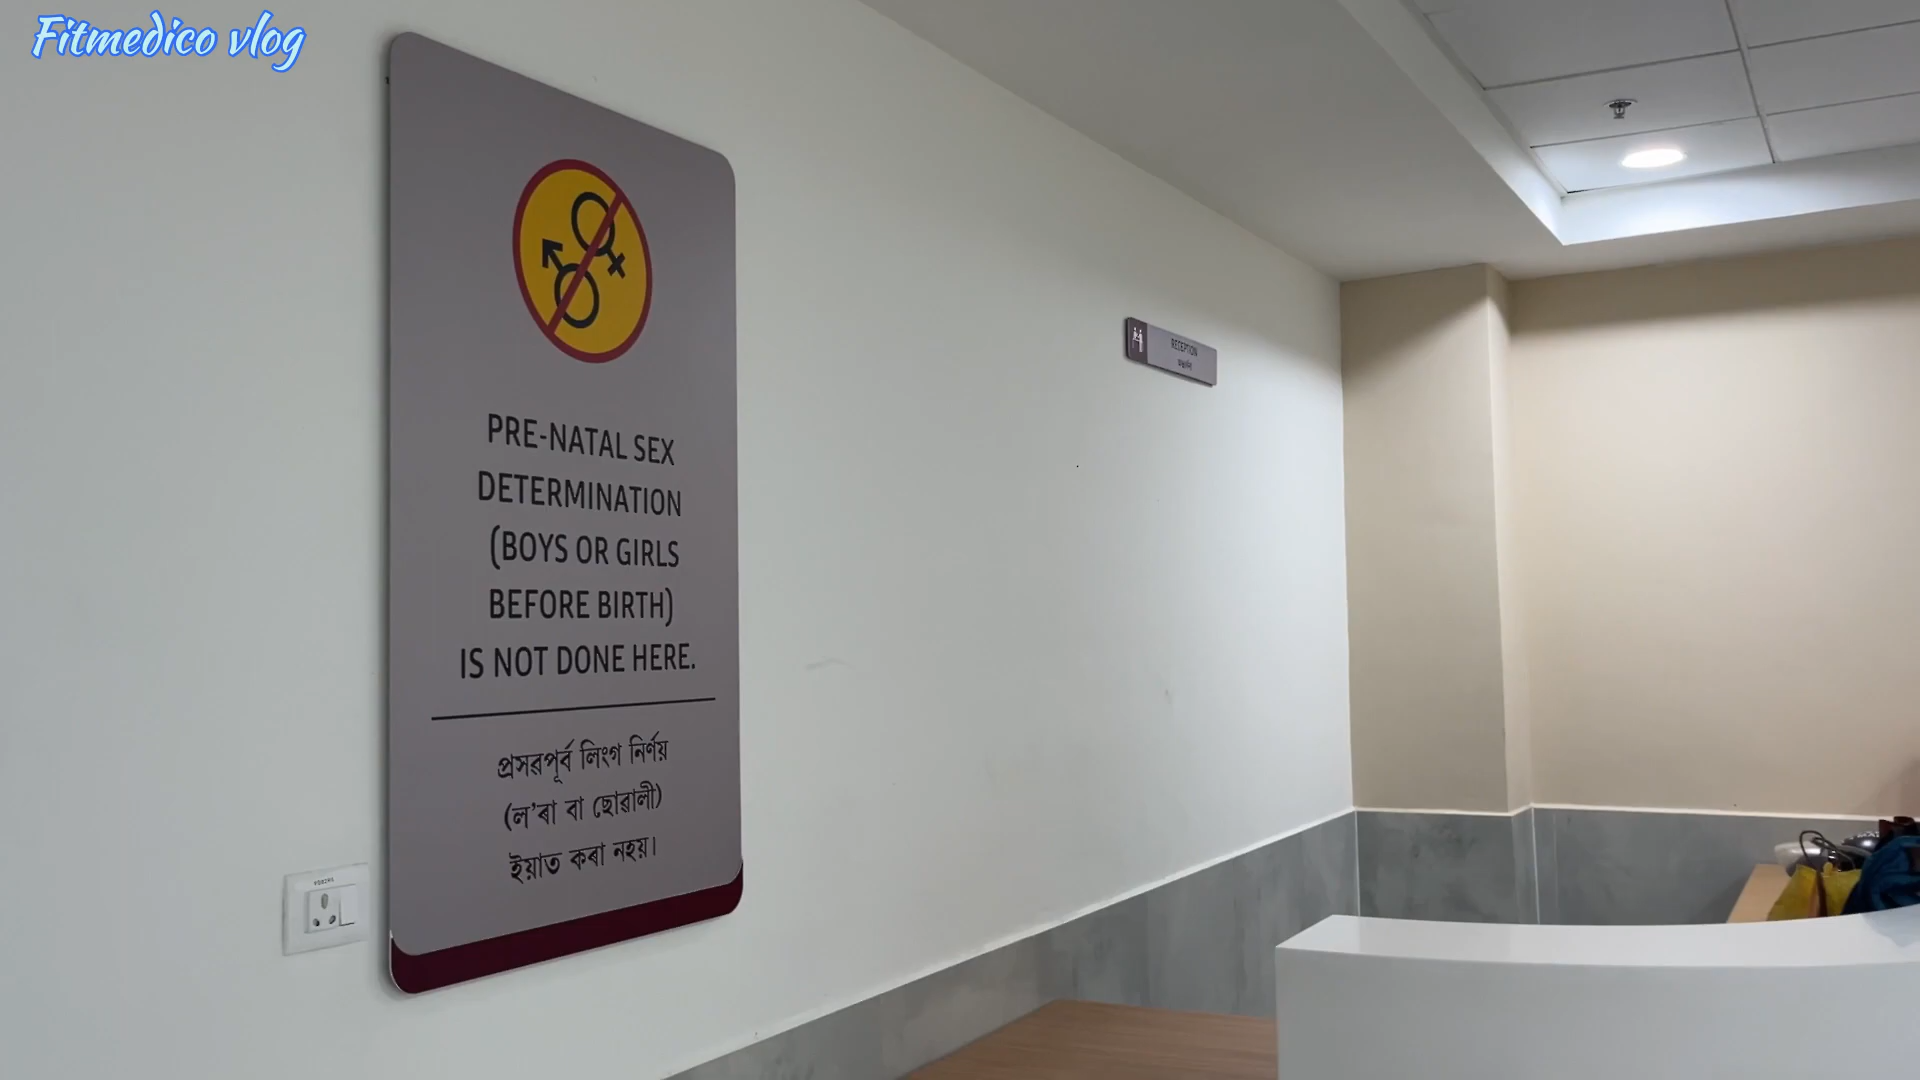 Fitmedico vlog
PRE-NATAL SEX
DETERMINATION
(BOYS OR GIRLS
BEFORE BIRTH)
IS NOT DONE HERE.
প্ৰসৱপূৰ্ব লিংগ নিৰ্ণয়
(ল'ৰা বা ছোৱালী)
ইয়াত কৰা নহয়।
RECEPTION